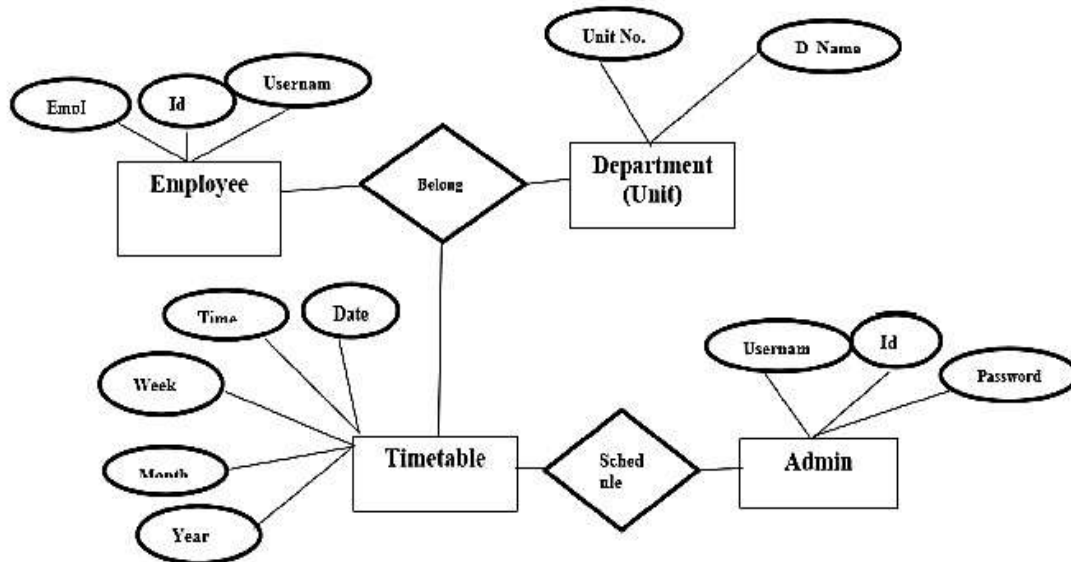 Unit No.
D Name
Usernam
Id
Empl
Employee
Belong
Department
(Unit)
Time
Date
Week
Month
Year
Timetable
Sched
nle
Usernam
Id
Password
Admin